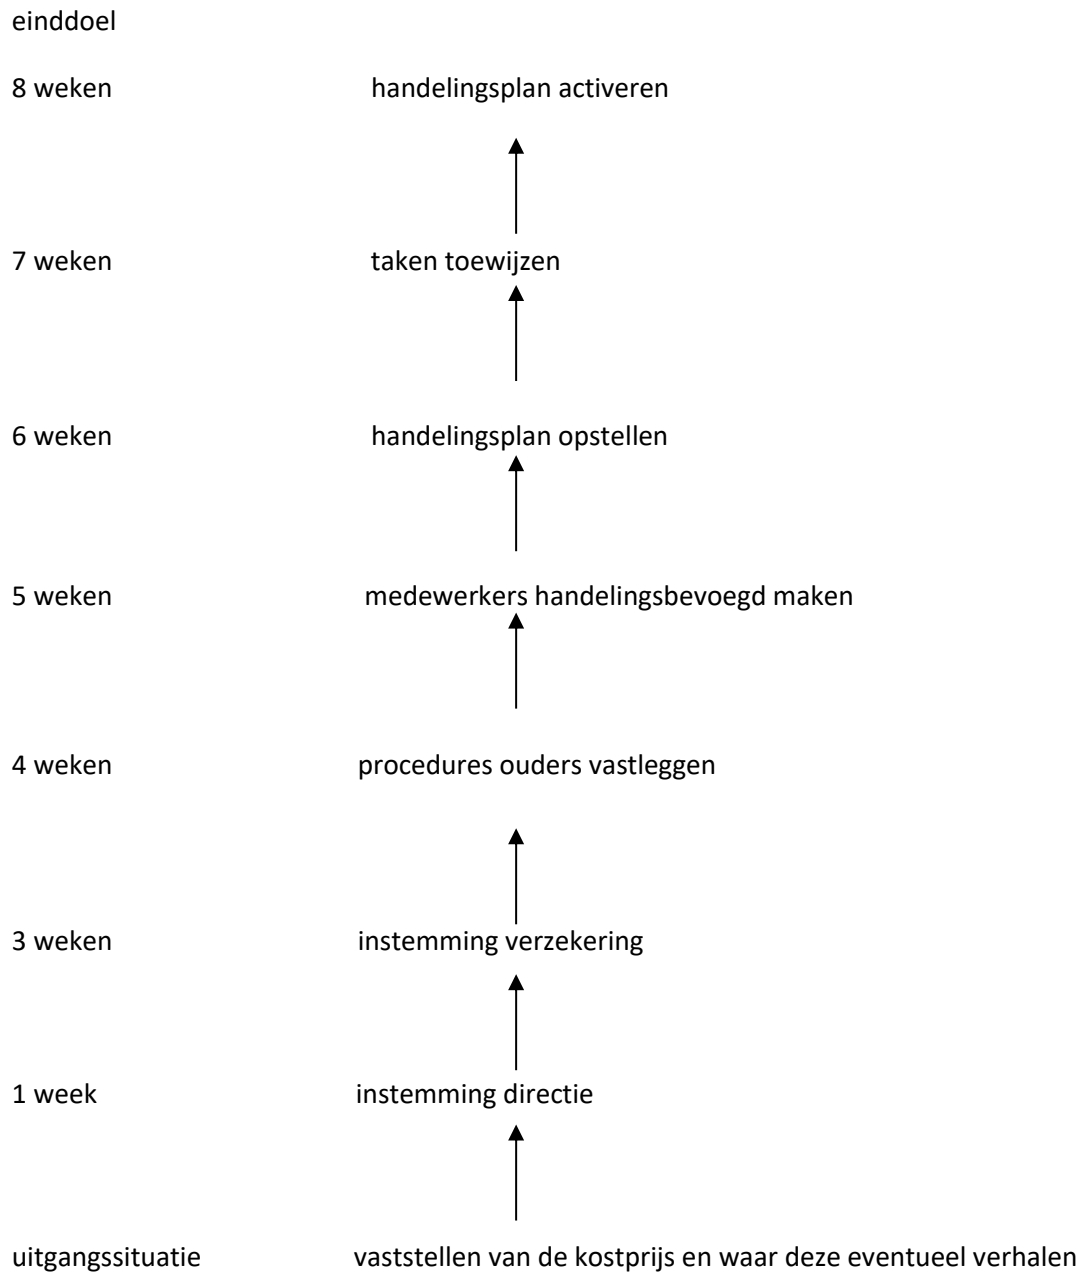 einddoel
8 weken handelingsplan activeren
7 weken taken toewijzen
6 weken handelingsplan opstellen
5 weken medewerkers handelingsbevoegd maken
4 weken procedures ouders vastleggen
3 weken instemming verzekering
1 week instemming directie
uitgangssituatie vaststellen van de kostprijs en waar deze eventueel verhalen